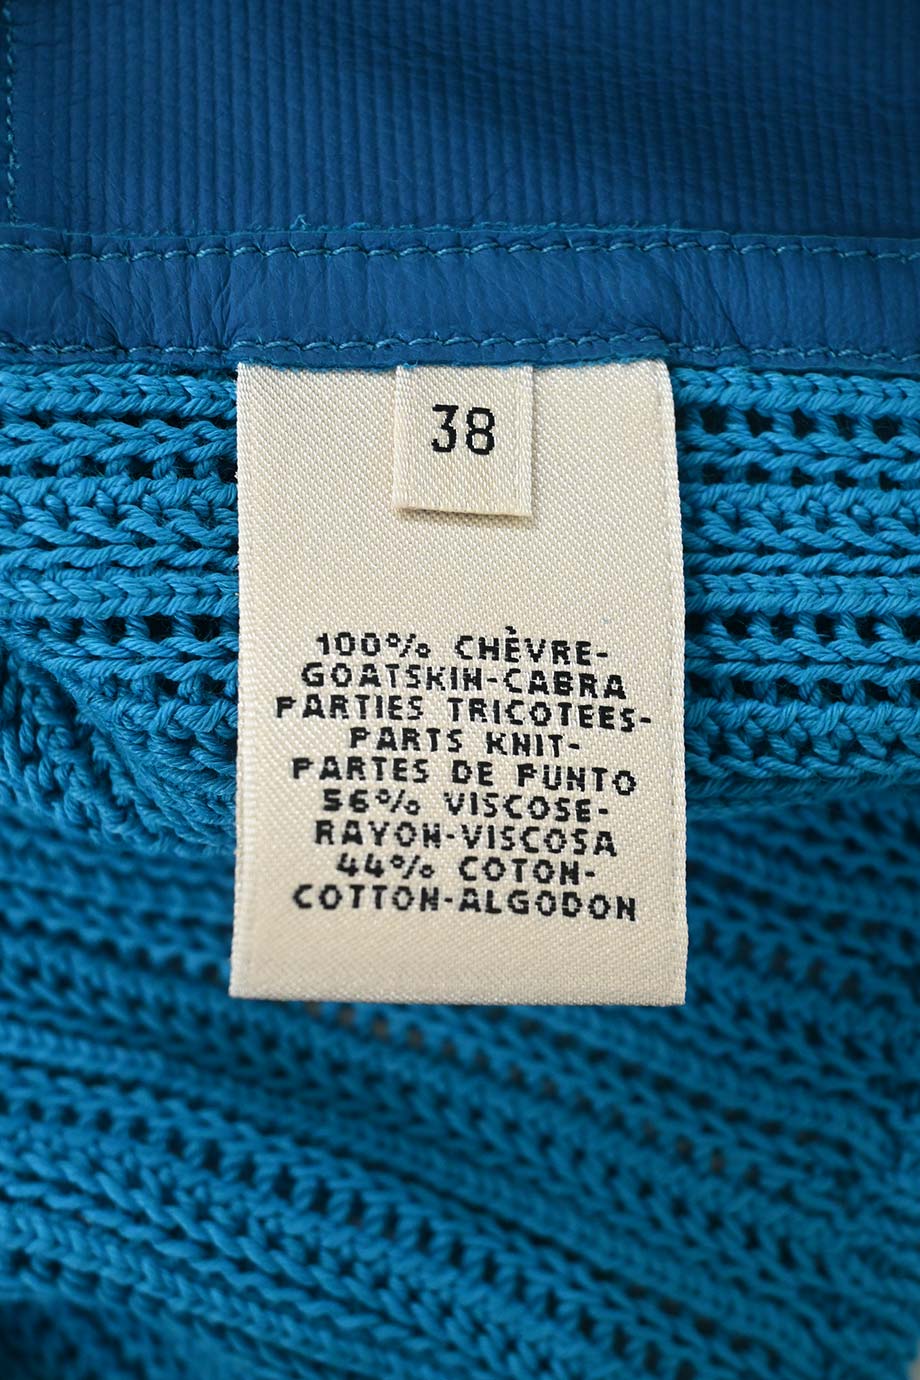 38
100% CHÈVRE-
GOATSKIN-CABRA
PARTIES TRICOTEES-
PARTS KNIT-
PARTES DE PUNTO
56% VISCOSE-
RAYON-VISCOSA
44% COTON-
COTTON-ALGODON